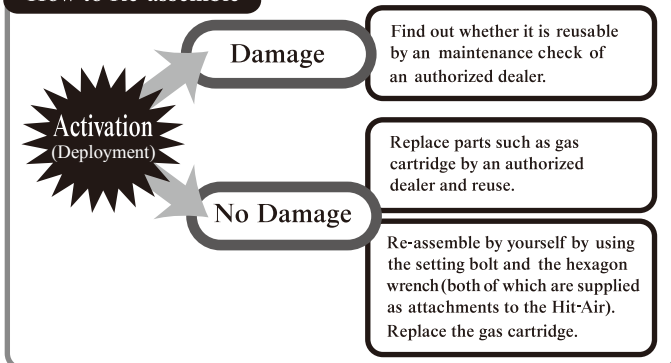 How to Re-assemble
Activation
(Deployment)
Damage
Find out whether it is reusable
by an maintenance check of
an authorized dealer.
No Damage
Replace parts such as gas
cartridge by an authorized
dealer and reuse.
Re-assemble by yourself by using
the setting bolt and the hexagon
wrench(both of which are supplied
as attachments to the Hit-Air).
Replace the gas cartridge.